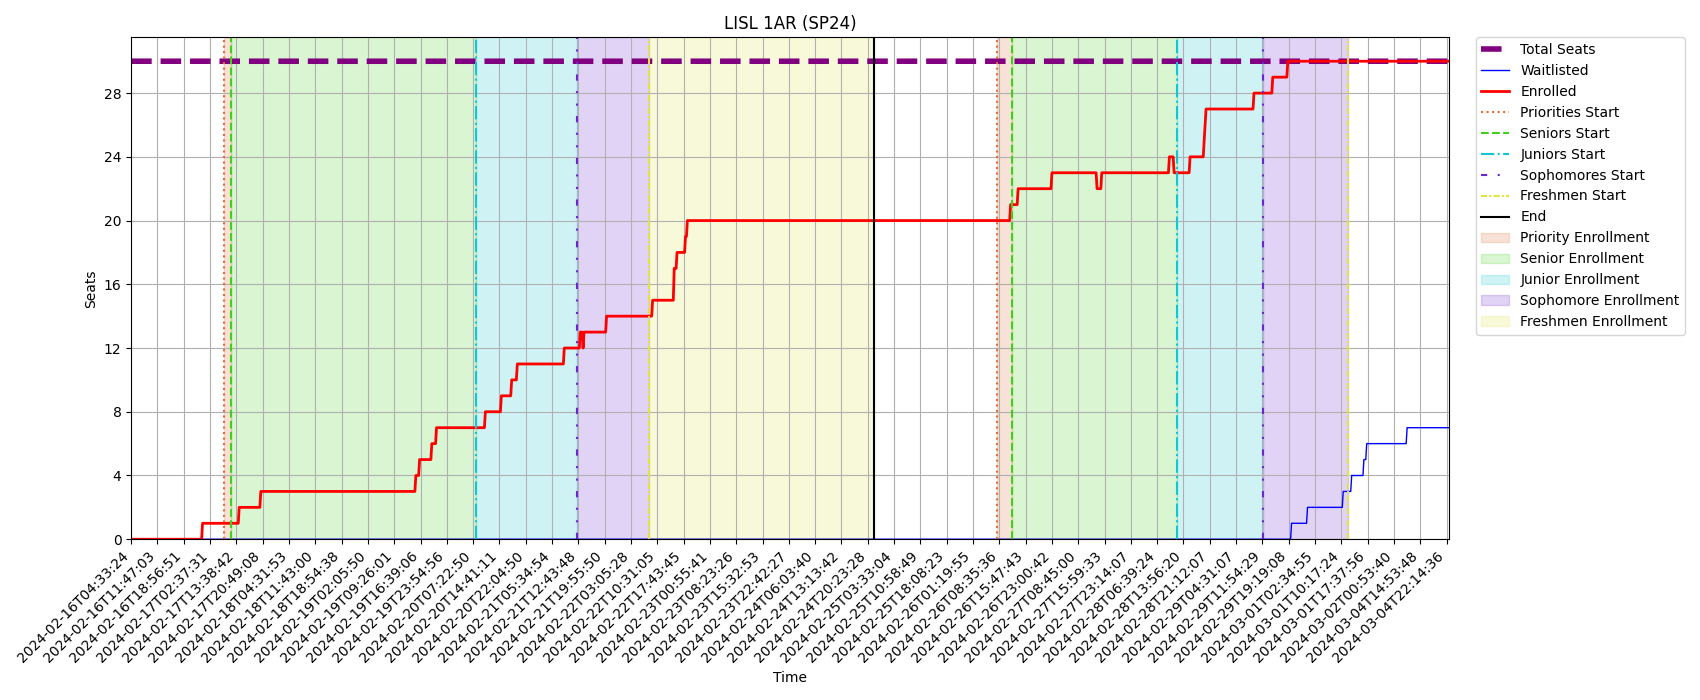 LISL 1AR (SP24)
Seats
28
24
20
16
12
8
4
0
2024-02-16T04:33:24
2024-02-16T11:47:03
2024-02-16T18:56:51
2024-02-17T02:37:31
2024-02-17T13:38:42
2024-02-17T20:49:08
2024-02-18T04:31:53
2024-02-18T11:43:00
2024-02-18T18:54:38
2024-02-19T02:05:50
2024-02-19T09:26:01
2024-02-19T16:39:06
2024-02-19T23:54:56
2024-02-20T07:22:50
2024-02-20T14:41:11
2024-02-20T22:04:50
2024-02-21T05:34:54
2024-02-21T12:43:48
2024-02-21T19:55:50
2024-02-22T03:05:28
2024-02-22T10:31:05
2024-02-22T17:43:45
2024-02-23T00:55:41
2024-02-23T08:23:26
2024-02-23T15:32:53
2024-02-23T22:42:27
2024-02-24T06:03:40
2024-02-24T13:13:42
2024-02-24T20:23:28
2024-02-25T03:33:04
2024-02-25T10:58:49
2024-02-25T18:08:23
2024-02-26T01:19:55
2024-02-26T08:35:36
2024-02-26T15:47:43
2024-02-26T23:00:42
2024-02-27T08:45:00
2024-02-27T15:59:33
2024-02-27T23:14:07
2024-02-28T06:39:24
2024-02-28T13:56:20
2024-02-28T21:12:07
2024-02-29T04:31:07
2024-02-29T11:54:29
2024-02-29T19:19:08
2024-03-01T02:34:55
2024-03-01T10:17:24
2024-03-01T17:37:56
2024-03-02T00:53:40
2024-03-04T14:53:48
2024-03-04T22:14:36
Time
Total Seats
Waitlisted
Enrolled
Priorities Start
Seniors Start
Juniors Start
Sophomores Start
Freshmen Start
End
Priority Enrollment
Senior Enrollment
Junior Enrollment
Sophomore Enrollment
Freshmen Enrollment